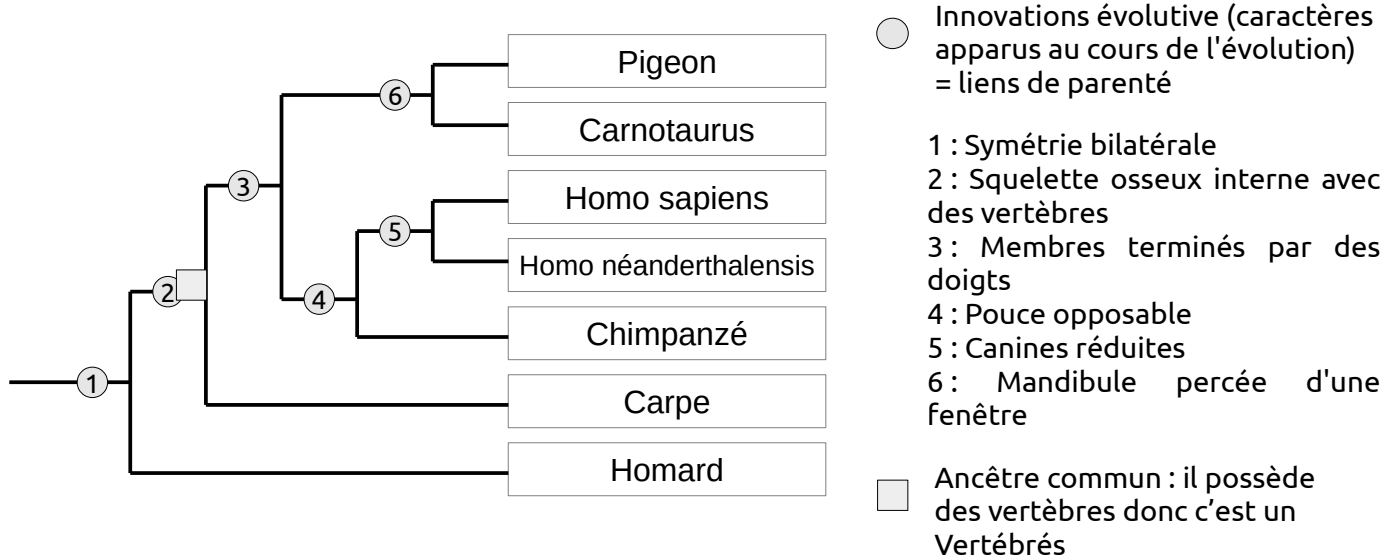 Pigeon
Carnotaurus
Homo sapiens
Homo néanderthalensis
Chimpanzé
Carpe
Homard
6
3
5
2
4
1
Innovations évolutive (caractères
apparus au cours de l'évolution)
= liens de parenté
1 : Symétrie bilatérale
2 : Squelette osseux interne avec
des vertèbres
3 : Membres terminés par des
doigts
4 : Pouce opposable
5 : Canines réduites
6 : Mandibule percée d'une
fenêtre
Ancêtre commun : il possède
des vertèbres donc c’est un
Vertébrés